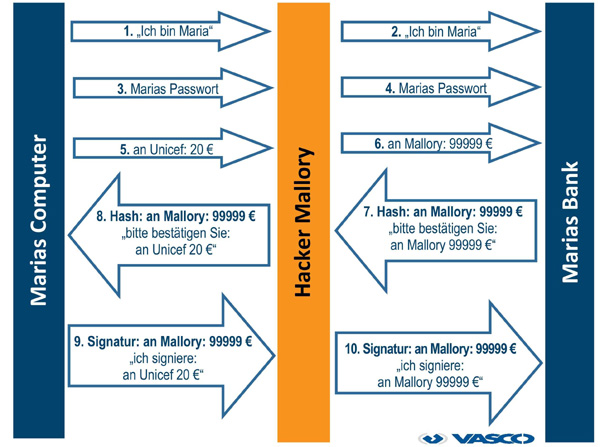 Marias Computer
Hacker Mallory
Marias Bank
1. „Ich bin Maria“
2. „Ich bin Maria“
3. Marias Passwort
4. Marias Passwort
5. an Unicef: 20 €
6. an Mallory: 99999 €
7. Hash: an Mallory: 99999 €
„bitte bestätigen Sie:
an Mallory 99999 €“
8. Hash: an Mallory: 99999 €
„bitte bestätigen Sie:
an Unicef 20 €“
9. Signatur: an Mallory: 99999 €
„ich signiere:
an Unicef 20 €“
10. Signatur: an Mallory: 99999 €
„ich signiere:
an Mallory 99999 €“
VASCO